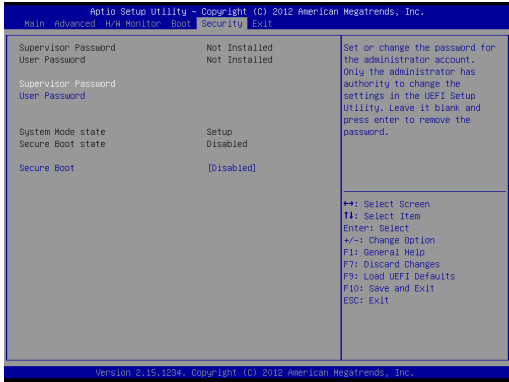 Aptio Setup Utility – Copyright (C) 2012 American Megatrends, Inc.
Main Advanced H/W Monitor Boot Security Exit
Supervisor Password Not Installed
User Password Not Installed
Supervisor Password
User Password
System Mode state Setup
Secure Boot state Disabled
Secure Boot [Disabled]
Set or change the password for
the administrator account.
Only the administrator has
authority to change the
settings in the UEFI Setup
Utility. Leave it blank and
press enter to remove the
password.
↔: Select Screen
↑↓: Select Item
Enter: Select
+/-: Change Option
F1: General Help
F7: Discard Changes
F9: Load UEFI Defaults
F10: Save and Exit
ESC: Exit
Version 2.15.1234. Copyright (C) 2012 American Megatrends, Inc.